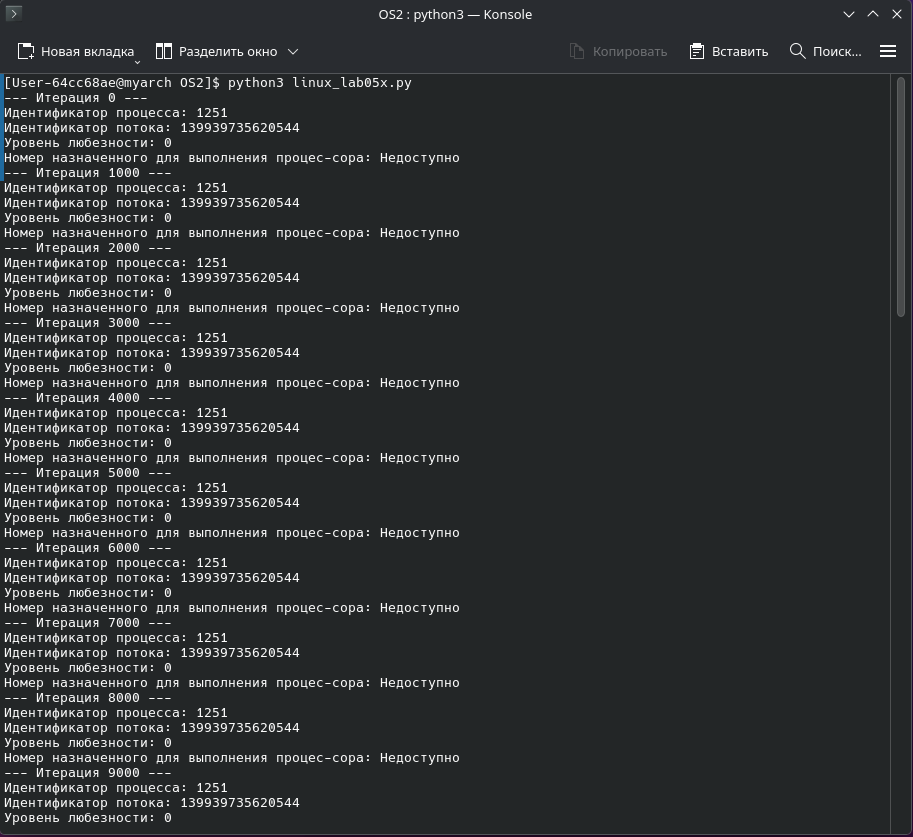 OS2 : python3 — Konsole
Новая вкладка
Разделить окно
Копировать
Вставить
Поиск...
[User-64cc68ae@myarch OS2]$ python3 linux_lab05x.py
--- Итерация 0 ---
Идентификатор процесса: 1251
Идентификатор потока: 139939735620544
Уровень любезности: 0
Номер назначенного для выполнения процес-сора: Недоступно
--- Итерация 1000 ---
Идентификатор процесса: 1251
Идентификатор потока: 139939735620544
Уровень любезности: 0
Номер назначенного для выполнения процес-сора: Недоступно
--- Итерация 2000 ---
Идентификатор процесса: 1251
Идентификатор потока: 139939735620544
Уровень любезности: 0
Номер назначенного для выполнения процес-сора: Недоступно
--- Итерация 3000 ---
Идентификатор процесса: 1251
Идентификатор потока: 139939735620544
Уровень любезности: 0
Номер назначенного для выполнения процес-сора: Недоступно
--- Итерация 4000 ---
Идентификатор процесса: 1251
Идентификатор потока: 139939735620544
Уровень любезности: 0
Номер назначенного для выполнения процес-сора: Недоступно
--- Итерация 5000 ---
Идентификатор процесса: 1251
Идентификатор потока: 139939735620544
Уровень любезности: 0
Номер назначенного для выполнения процес-сора: Недоступно
--- Итерация 6000 ---
Идентификатор процесса: 1251
Идентификатор потока: 139939735620544
Уровень любезности: 0
Номер назначенного для выполнения процес-сора: Недоступно
--- Итерация 7000 ---
Идентификатор процесса: 1251
Идентификатор потока: 139939735620544
Уровень любезности: 0
Номер назначенного для выполнения процес-сора: Недоступно
--- Итерация 8000 ---
Идентификатор процесса: 1251
Идентификатор потока: 139939735620544
Уровень любезности: 0
Номер назначенного для выполнения процес-сора: Недоступно
--- Итерация 9000 ---
Идентификатор процесса: 1251
Идентификатор потока: 139939735620544
Уровень любезности: 0